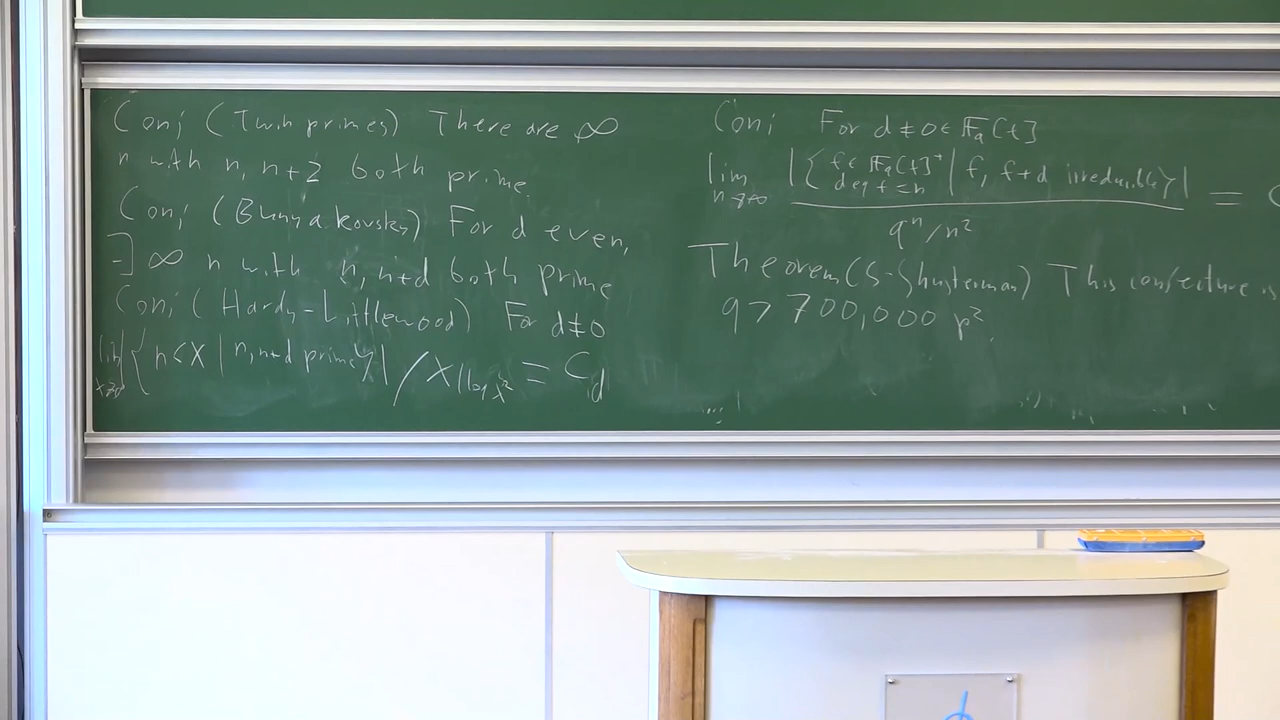 Conj (Twin primes) There are ∞
n with n, n+2 both prime.
Conj (Bunyakovsky) For d even,
∃ ∞ n with n, n+d both prime
Conj (Hardy-Littlewood) For d≠0
lim x→∞ |{n<X | n, n+d prime}| / X/log x² = C_d
Conj For d≠0 ∈ F_q[t]
lim n→∞ |{f∈F_q[t]⁺ deg f=n | f, f+d irreducible}| / qⁿ/n² =
Theorem (S-Shusterman) This conjecture is
q > 700,000 p².